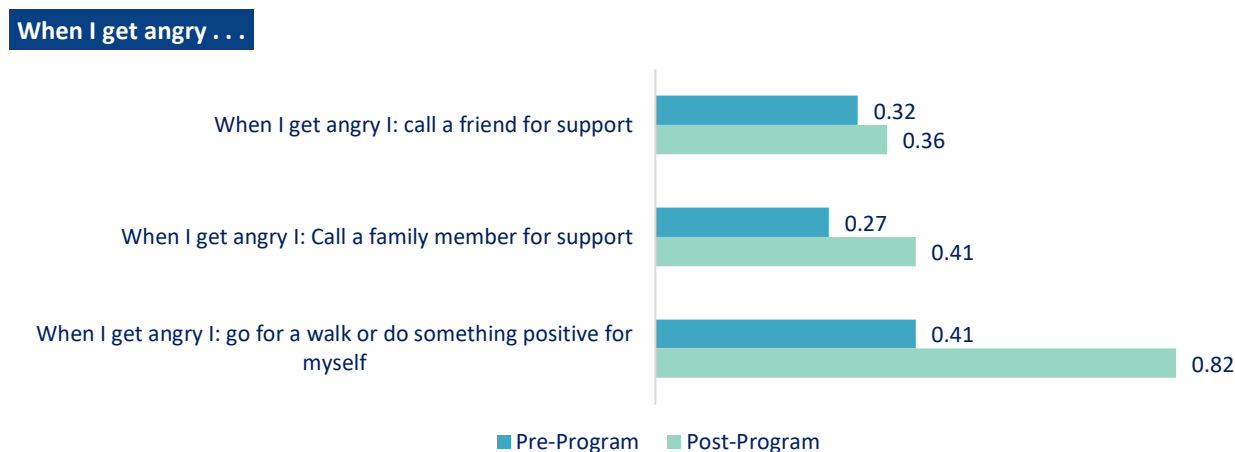 When I get angry . . .
When I get angry I: call a friend for support
0.32
0.36
When I get angry I: Call a family member for support
0.27
0.41
When I get angry I: go for a walk or do something positive for
myself
0.41
0.82
Pre-Program
Post-Program